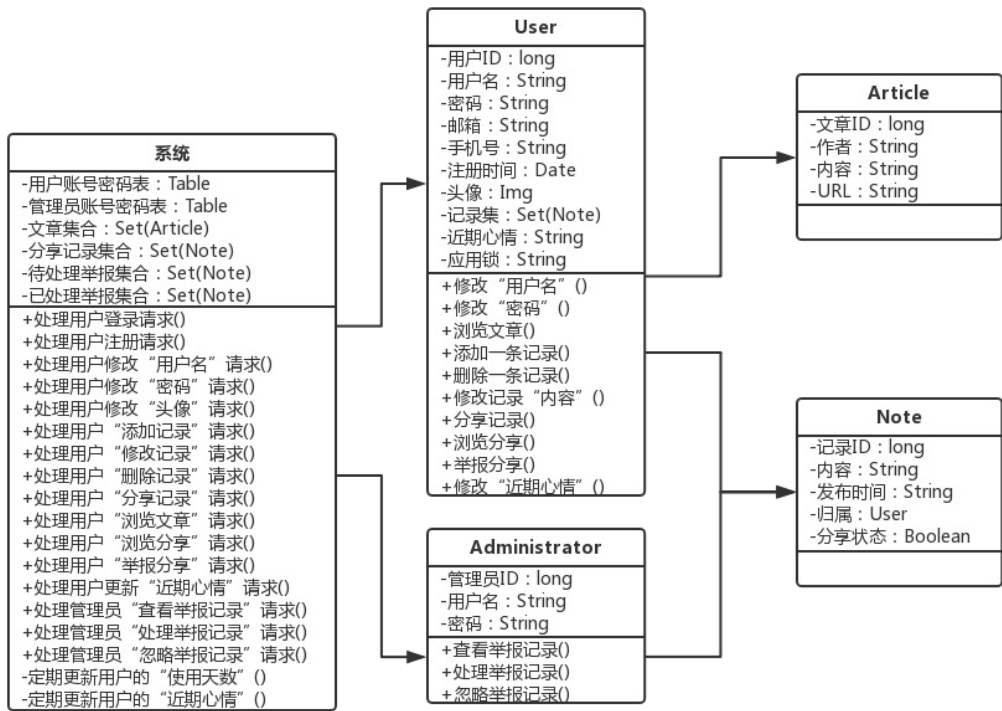 系统
-用户账号密码表：Table
-管理员账号密码表：Table
-文章集合：Set(Article)
-分享记录集合：Set(Note)
-待处理举报集合：Set(Note)
-已处理举报集合：Set(Note)
+处理用户登录请求()
+处理用户注册请求()
+处理用户修改“用户名”请求()
+处理用户修改“密码”请求()
+处理用户修改“头像”请求()
+处理用户“添加记录”请求()
+处理用户“修改记录”请求()
+处理用户“删除记录”请求()
+处理用户“分享记录”请求()
+处理用户“浏览文章”请求()
+处理用户“浏览分享”请求()
+处理用户“举报分享”请求()
+处理用户更新“近期心情”请求()
+处理管理员“查看举报记录”请求()
+处理管理员“处理举报记录”请求()
+处理管理员“忽略举报记录”请求()
-定期更新用户的“使用天数”()
-定期更新用户的“近期心情”()
User
-用户ID：long
-用户名：String
-密码：String
-邮箱：String
-手机号：String
-注册时间：Date
-头像：Img
-记录集：Set(Note)
-近期心情：String
-应用锁：String
+修改“用户名”()
+修改“密码”()
+浏览文章()
+添加一条记录()
+删除一条记录()
+修改记录“内容”()
+分享记录()
+浏览分享()
+举报分享()
+修改“近期心情”()
Administrator
-管理员ID：long
-用户名：String
-密码：String
+查看举报记录()
+处理举报记录()
+忽略举报记录()
Article
-文章ID：long
-作者：String
-内容：String
-URL：String
Note
-记录ID：long
-内容：String
-发布时间：String
-归属：User
-分享状态：Boolean